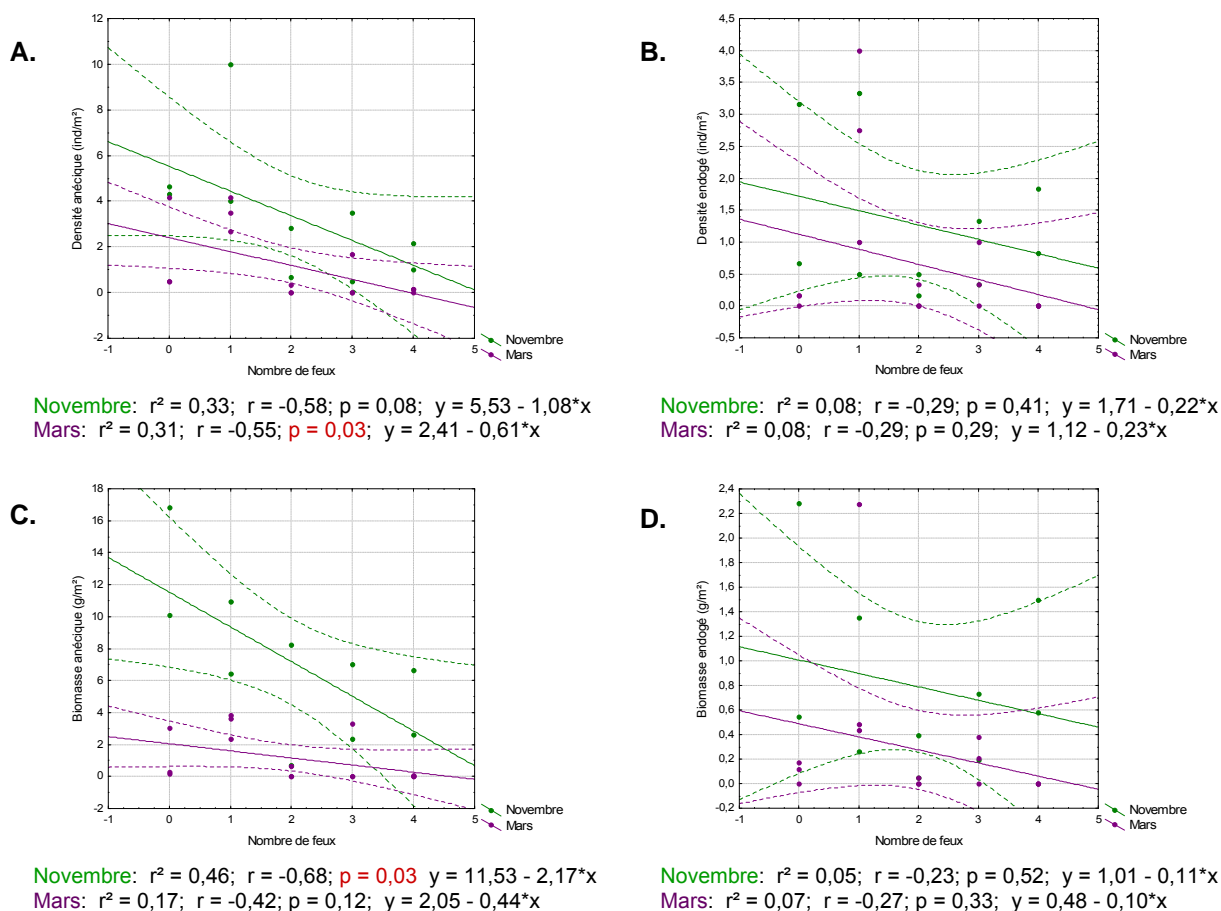 A.
12
10
8
6
4
2
0
-2
Densité anécique (ind/m²)
-1 0 1 2 3 4 5
Nombre de feux
Novembre
Mars
Novembre: r² = 0,33; r = -0,58; p = 0,08; y = 5,53 - 1,08*x
Mars: r² = 0,31; r = -0,55; p = 0,03; y = 2,41 - 0,61*x
B.
4,5
4,0
3,5
3,0
2,5
2,0
1,5
1,0
0,5
0,0
-0,5
Densité endogé (ind/m²)
-1 0 1 2 3 4 5
Nombre de feux
Novembre
Mars
Novembre: r² = 0,08; r = -0,29; p = 0,41; y = 1,71 - 0,22*x
Mars: r² = 0,08; r = -0,29; p = 0,29; y = 1,12 - 0,23*x
C.
18
16
14
12
10
8
6
4
2
0
-2
Biomasse anécique (g/m²)
-1 0 1 2 3 4 5
Nombre de feux
Novembre
Mars
Novembre: r² = 0,46; r = -0,68; p = 0,03 y = 11,53 - 2,17*x
Mars: r² = 0,17; r = -0,42; p = 0,12; y = 2,05 - 0,44*x
D.
2,4
2,2
2,0
1,8
1,6
1,4
1,2
1,0
0,8
0,6
0,4
0,2
0,0
-0,2
Biomasse endogé (g/m²)
-1 0 1 2 3 4 5
Nombre de feux
Novembre
Mars
Novembre: r² = 0,05; r = -0,23; p = 0,52; y = 1,01 - 0,11*x
Mars: r² = 0,07; r = -0,27; p = 0,33; y = 0,48 - 0,10*x